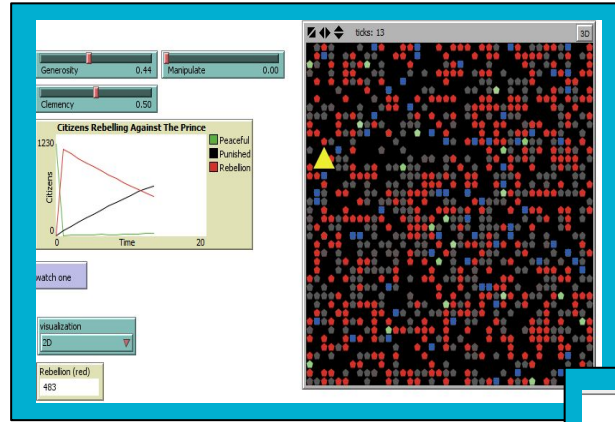 ticks: 13
3D
Generosity 0.44
Manipulate 0.00
Clemency 0.50
Citizens Rebelling Against The Prince
1230
Citizens
0
0
Time
20
Peaceful
Punished
Rebellion
watch one
visualization
2D
Rebellion (red)
483